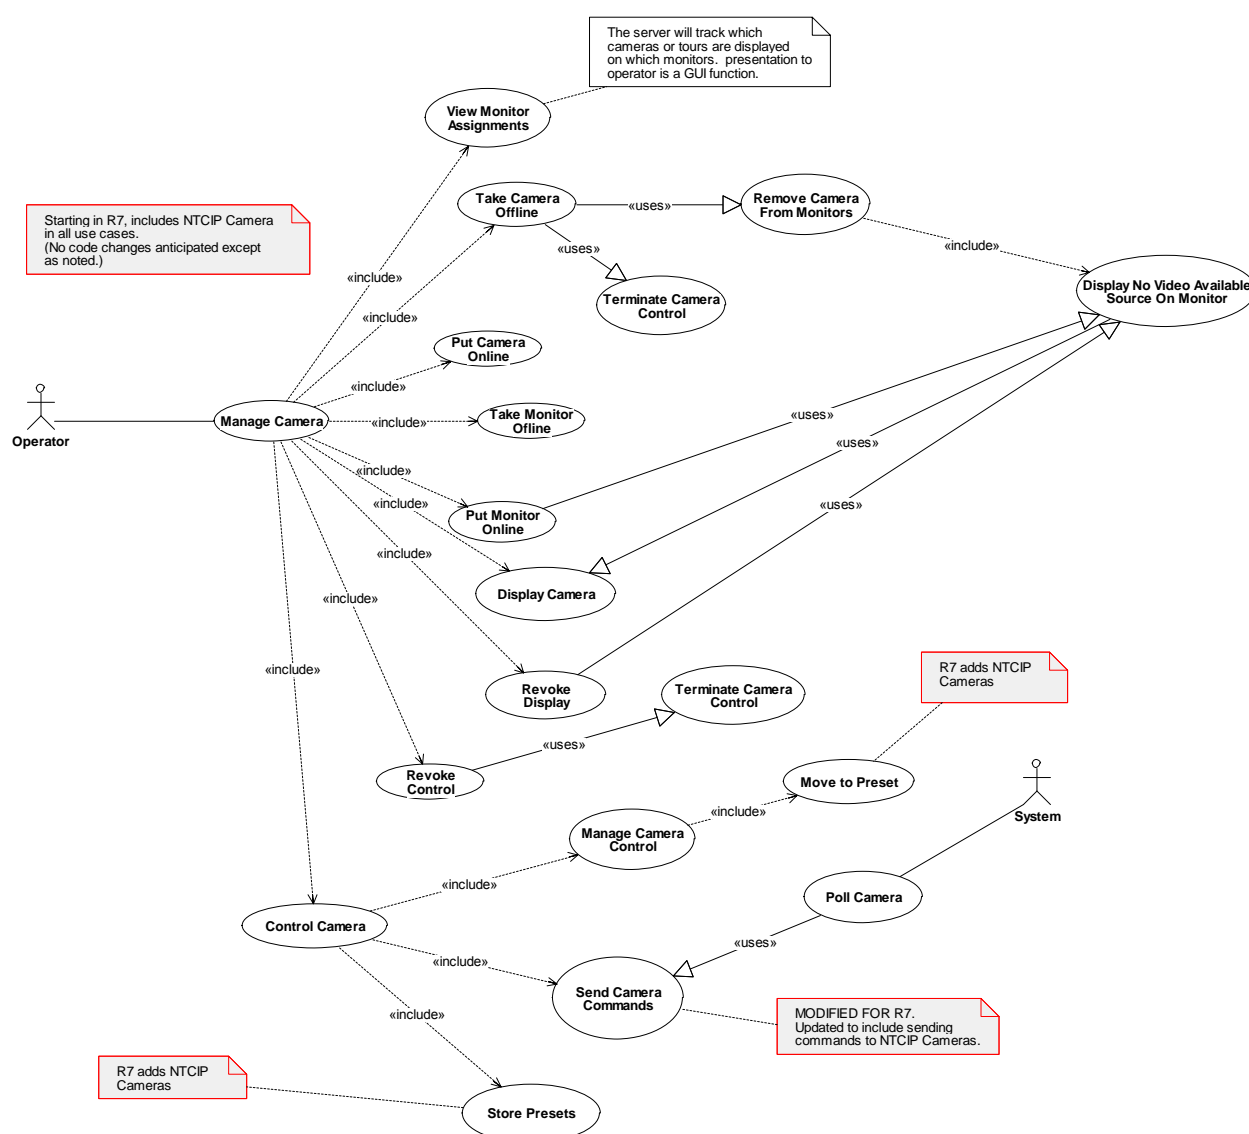 The server will track which
cameras or tours are displayed
on which monitors.  presentation to
operator is a GUI function.
View Monitor
Assignments
Starting in R7, includes NTCIP Camera
in all use cases.
(No code changes anticipated except
as noted.)
Take Camera
Offline
«uses»
Remove Camera
From Monitors
«include»
«uses»
«include»
Terminate Camera
Control
Display No Video Available
Source On Monitor
«include»
Put Camera
Online
«include»
Operator
Manage Camera
«include»
Take Monitor
Ofline
«uses»
«uses»
«include»
«include»
Put Monitor
Online
«uses»
«include»
Display Camera
«include»
«include»
Revoke
Display
Terminate Camera
Control
R7 adds NTCIP
Cameras
«uses»
Revoke
Control
Move to Preset
«include»
System
Manage Camera
Control
«include»
Poll Camera
Control Camera
«uses»
«include»
Send Camera
Commands
MODIFIED FOR R7.
Updated to include sending
commands to NTCIP Cameras.
«include»
R7 adds NTCIP
Cameras
Store Presets